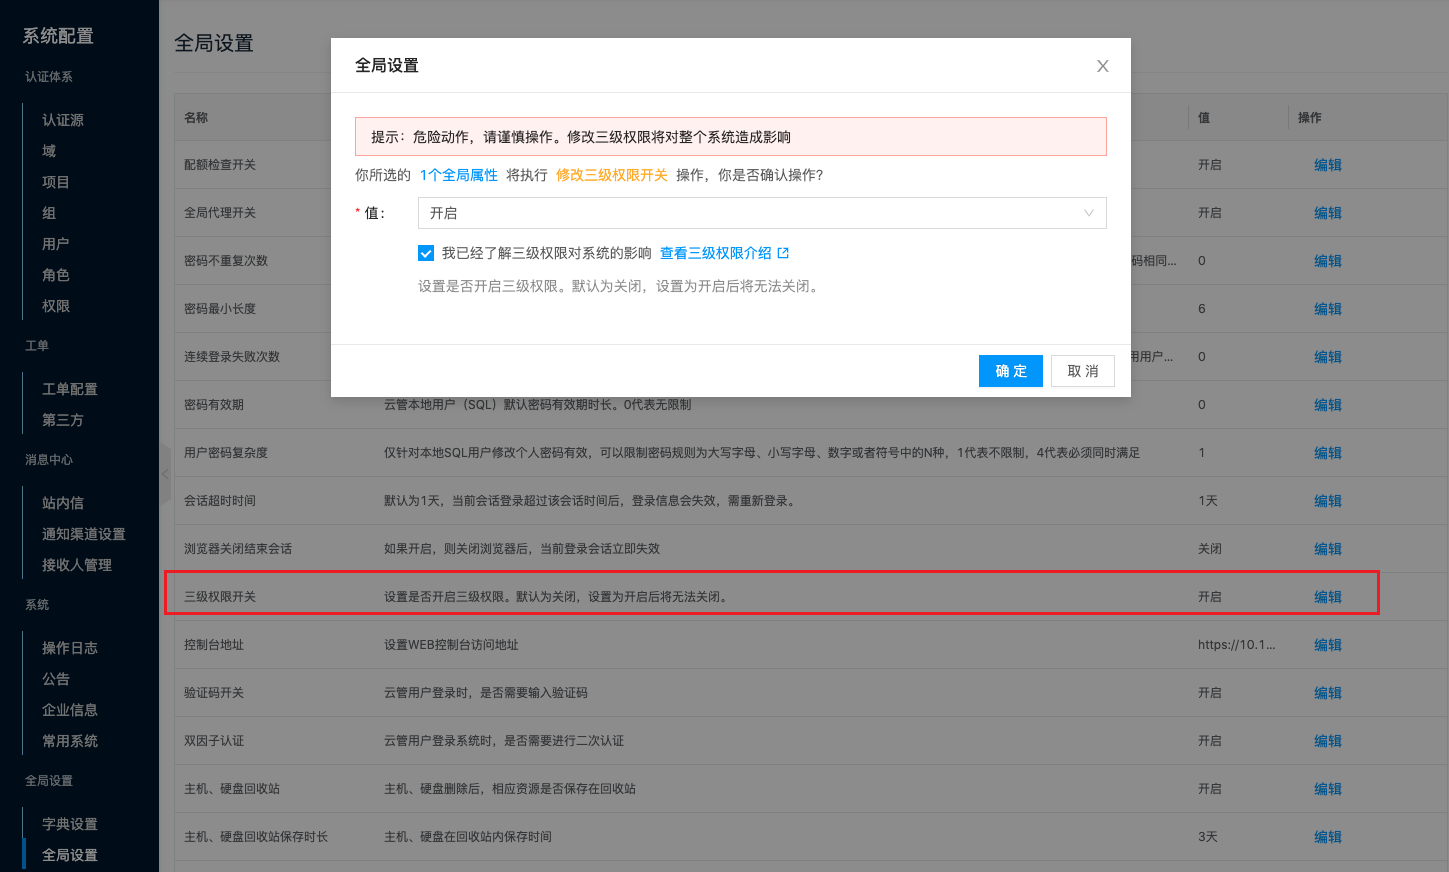 系统配置
认证体系
认证源
域
项目
组
用户
角色
权限
工单
工单配置
第三方
消息中心
站内信
通知渠道设置
接收人管理
系统
操作日志
公告
企业信息
常用系统
全局设置
字典设置
全局设置
全局设置
名称 值 操作
配额检查开关 开启 编辑
全局代理开关 开启 编辑
密码不重复次数 码相同... 0 编辑
密码最小长度 6 编辑
连续登录失败次数 用用户... 0 编辑
密码有效期 云管本地用户（SQL）默认密码有效期时长。0代表无限制 0 编辑
用户密码复杂度 仅针对本地SQL用户修改个人密码有效，可以限制密码规则为大写字母、小写字母、数字或者符号中的N种，1代表不限制，4代表必须同时满足 1 编辑
会话超时时间 默认为1天，当前会话登录超过该会话时间后，登录信息会失效，需重新登录。 1天 编辑
浏览器关闭结束会话 如果开启，则关闭浏览器后，当前登录会话立即失效 关闭 编辑
三级权限开关 设置是否开启三级权限。默认为关闭，设置为开启后将无法关闭。 开启 编辑
控制台地址 设置WEB控制台访问地址 https://10.1... 编辑
验证码开关 云管用户登录时，是否需要输入验证码 开启 编辑
双因子认证 云管用户登录系统时，是否需要进行二次认证 开启 编辑
主机、硬盘回收站 主机、硬盘删除后，相应资源是否保存在回收站 开启 编辑
主机、硬盘回收站保存时长 主机、硬盘在回收站内保存时间 3天 编辑
全局设置
提示：危险动作，请谨慎操作。修改三级权限将对整个系统造成影响
你所选的 1个全局属性 将执行 修改三级权限开关 操作，你是否确认操作？
* 值： 开启
我已经了解三级权限对系统的影响 查看三级权限介绍
设置是否开启三级权限。默认为关闭，设置为开启后将无法关闭。
确 定 取 消